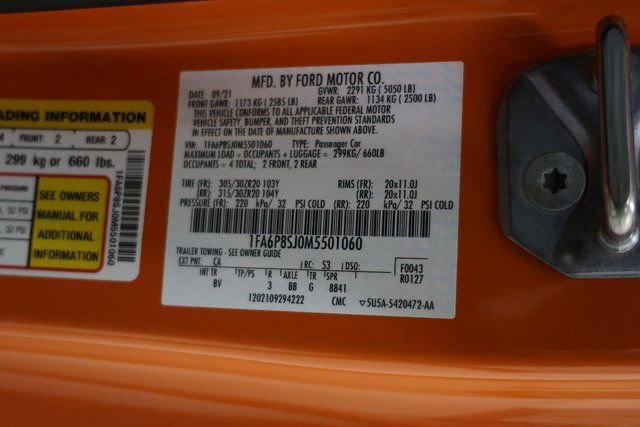 MFD. BY FORD MOTOR CO.
DATE: 09/21 GVWR: 2291 KG ( 5050 LB)
FRONT GAWR: 1173 KG ( 2585 LB) REAR GAWR: 1134 KG ( 2500 LB)
THIS VEHICLE CONFORMS TO ALL APPLICABLE FEDERAL MOTOR
VEHICLE SAFETY, BUMPER, AND THEFT PREVENTION STANDARDS
IN EFFECT ON THE DATE OF MANUFACTURE SHOWN ABOVE.
VIN: 1FA6P8SJ0M5501060 TYPE: Passenger Car
MAXIMUM LOAD = OCCUPANTS + LUGGAGE = 299KG/ 660LB
OCCUPANTS = 4 TOTAL; 2 FRONT, 2 REAR
TIRE (FR): 305/30ZR20 103Y RIMS (FR): 20x11.0J
(RR): 315/30ZR20 104Y (RR): 20x11.0J
PRESSURE (FR): 220 kPa/ 32 PSI COLD (RR): 220 kPa/ 32 PSI COLD
1FA6P8SJ0M5501060
TRAILER TOWING - SEE OWNER GUIDE
EXT PNT: CA RC: 53 DSO: F0043
R0127
INT TR TP/PS R AXLE TR SPR
BV 3 BB G 8841
1202109294222 CMC 5U5A-5420472-AA
ADING INFORMATION
4 FRONT: 2 REAR: 2
299 kg or 660 lbs.
PRESSURE
32 PSI
32 PSI
SEE OWNERS
MANUAL FOR
ADDITIONAL
INFORMATION
1FA6P8SJ0M5501060